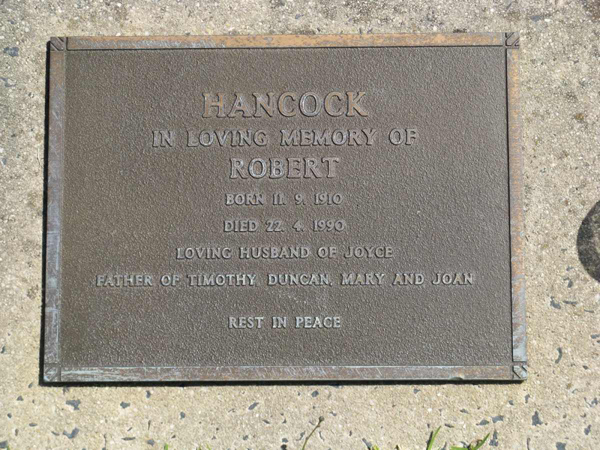 HANCOCK
IN LOVING MEMORY OF
ROBERT
BORN 11. 9. 1910
DIED 22. 4. 1990
LOVING HUSBAND OF JOYCE
FATHER OF TIMOTHY, DUNCAN, MARY AND JOAN
REST IN PEACE